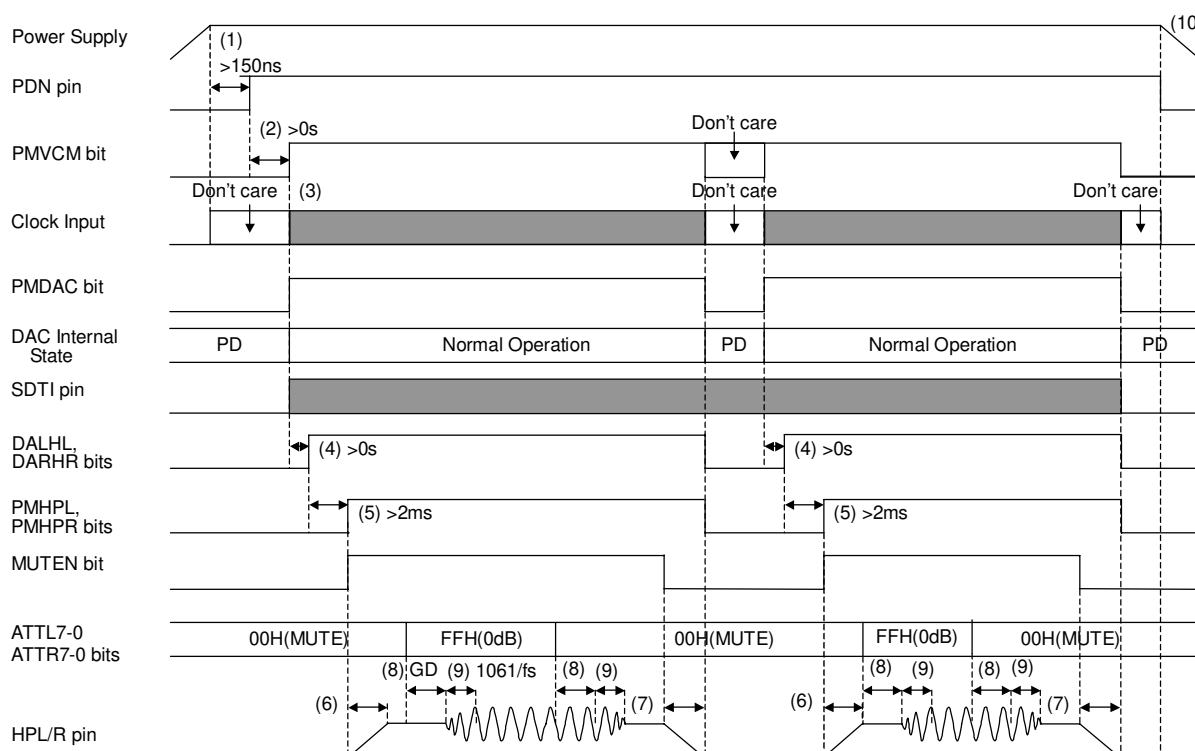 Power Supply
(1)
(10
>150ns
PDN pin
(2) >0s
Don't care
PMVCM bit
Don't care
(3)
Don't care
Don't care
Clock Input
PMDAC bit
DAC Internal
State
PD
Normal Operation
PD
Normal Operation
PD
SDTI pin
DALHL,
DARHR bits
(4) >0s
(4) >0s
PMHPL,
PMHPR bits
(5) >2ms
(5) >2ms
MUTEN bit
ATTL7-0
ATTR7-0 bits
00H(MUTE)
FFH(0dB)
00H(MUTE)
FFH(0dB)
00H(MUTE)
(8) GD
(9) 1061/fs
(8)
(9)
(8)
(9)
(8)
(9)
(6)
(7)
(6)
(7)
HPL/R pin